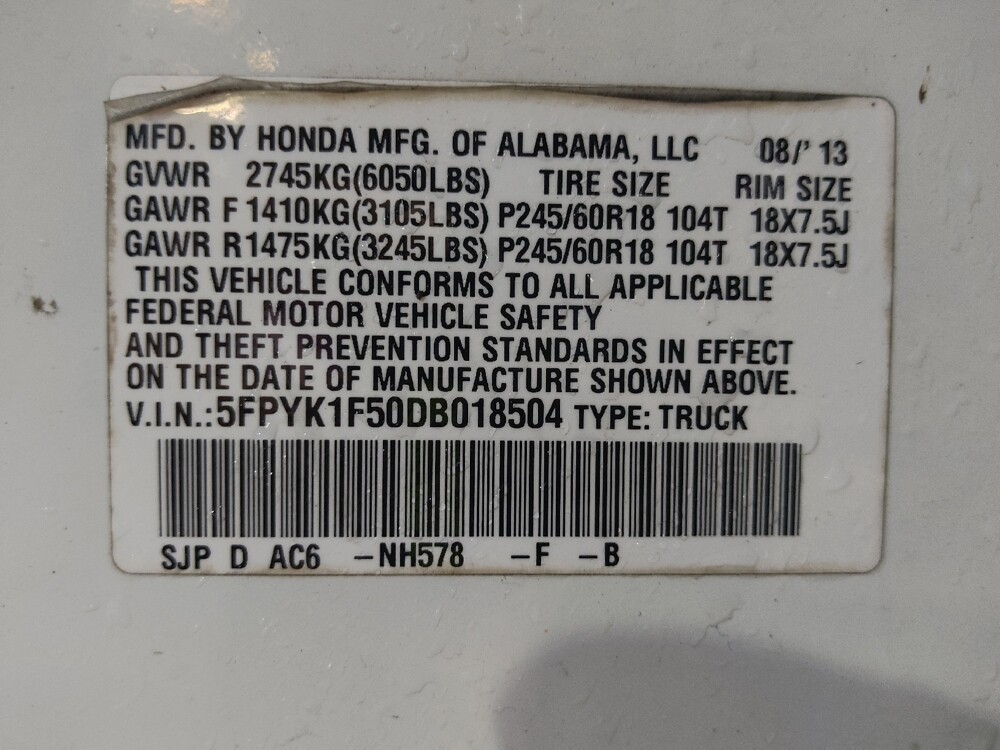 MFD. BY HONDA MFG. OF ALABAMA, LLC 08/' 13
GVWR 2745KG(6050LBS) TIRE SIZE RIM SIZE
GAWR F 1410KG(3105LBS) P245/60R18 104T 18X7.5J
GAWR R1475KG(3245LBS) P245/60R18 104T 18X7.5J
THIS VEHICLE CONFORMS TO ALL APPLICABLE
FEDERAL MOTOR VEHICLE SAFETY
AND THEFT PREVENTION STANDARDS IN EFFECT
ON THE DATE OF MANUFACTURE SHOWN ABOVE.
V.I.N.:5FPYK1F50DB018504 TYPE: TRUCK
SJP D AC6 -NH578 -F -B